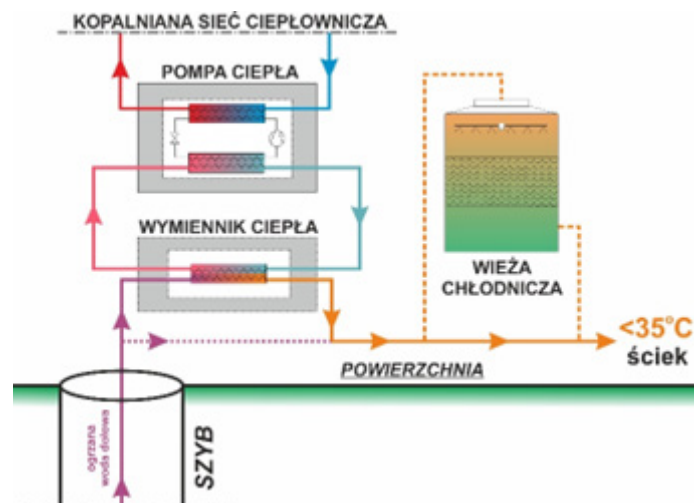 KOPALNIANA SIEĆ CIEPŁOWNICZA
POMPA CIEPŁA
WYMIENNIK CIEPŁA
WIEŻA
CHŁODNICZA
<35°C
ściek
POWIERZCHNIA
ogrzana
woda dołowa
SZYB